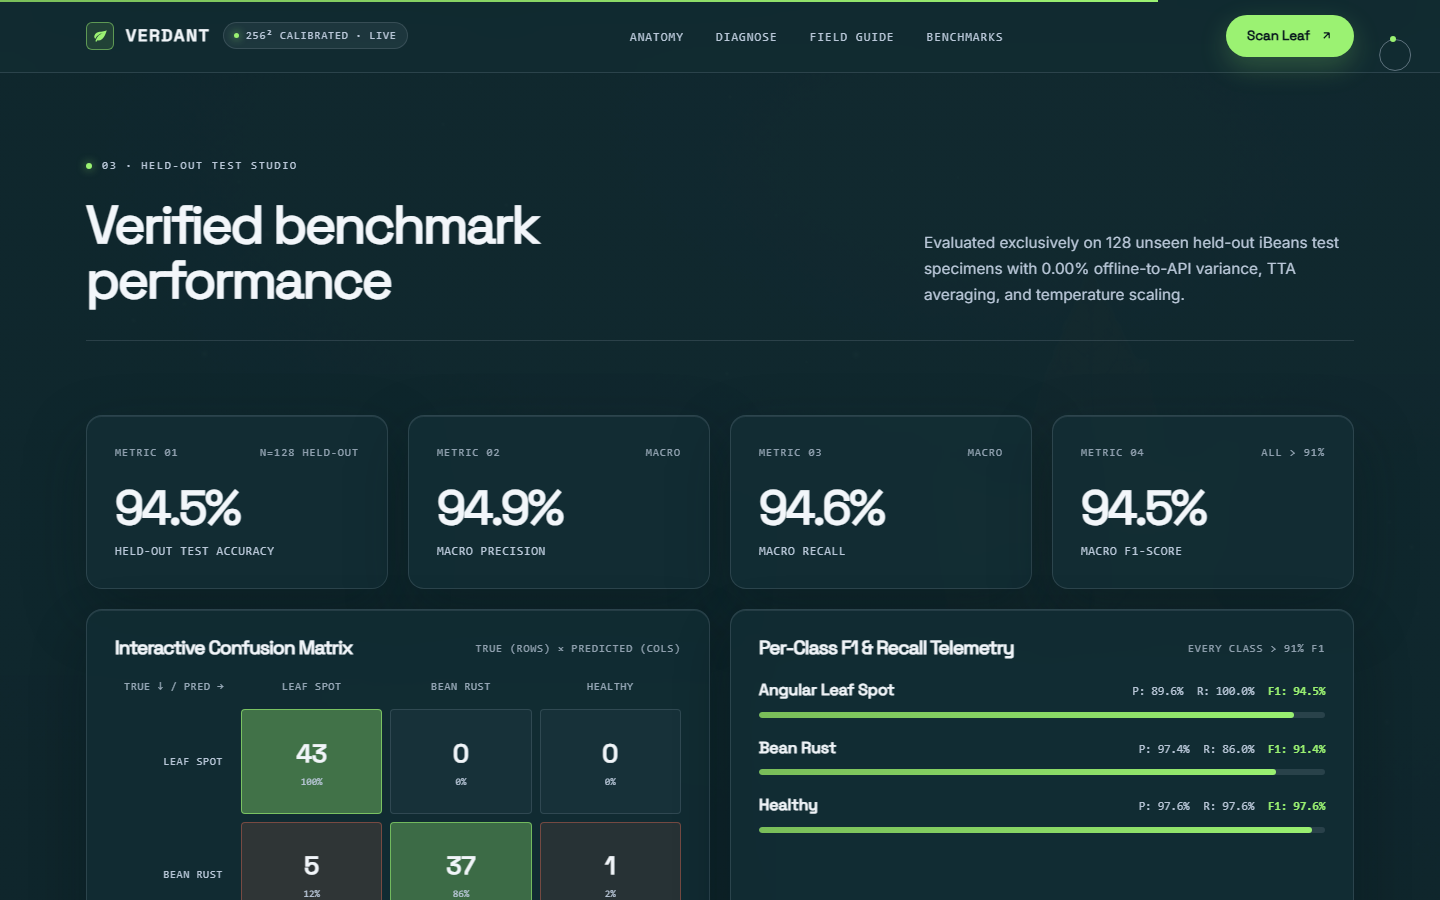 VERDANT
256² CALIBRATED · LIVE
ANATOMY
DIAGNOSE
FIELD GUIDE
BENCHMARKS
Scan Leaf ↗
03 · HELD-OUT TEST STUDIO
Verified benchmark
performance
Evaluated exclusively on 128 unseen held-out iBeans test
specimens with 0.00% offline-to-API variance, TTA
averaging, and temperature scaling.
METRIC 01
N=128 HELD-OUT
94.5%
HELD-OUT TEST ACCURACY
METRIC 02
MACRO
94.9%
MACRO PRECISION
METRIC 03
MACRO
94.6%
MACRO RECALL
METRIC 04
ALL > 91%
94.5%
MACRO F1-SCORE
Interactive Confusion Matrix
TRUE (ROWS) × PREDICTED (COLS)
TRUE ↓ / PRED →
LEAF SPOT
BEAN RUST
HEALTHY
LEAF SPOT
43
100%
0
0%
0
0%
BEAN RUST
5
12%
37
86%
1
2%
Per-Class F1 & Recall Telemetry
EVERY CLASS > 91% F1
Angular Leaf Spot
P: 89.6% R: 100.0% F1: 94.5%
Bean Rust
P: 97.4% R: 86.0% F1: 91.4%
Healthy
P: 97.6% R: 97.6% F1: 97.6%